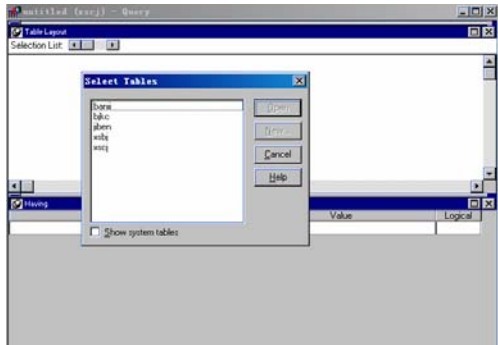 untitled (xscj) - Query
Table Layout
Selection List:
Select Tables
banji
bjkc
jiben
xsbj
xscj
Open
New...
Cancel
Help
Show system tables
Having
Value
Logical